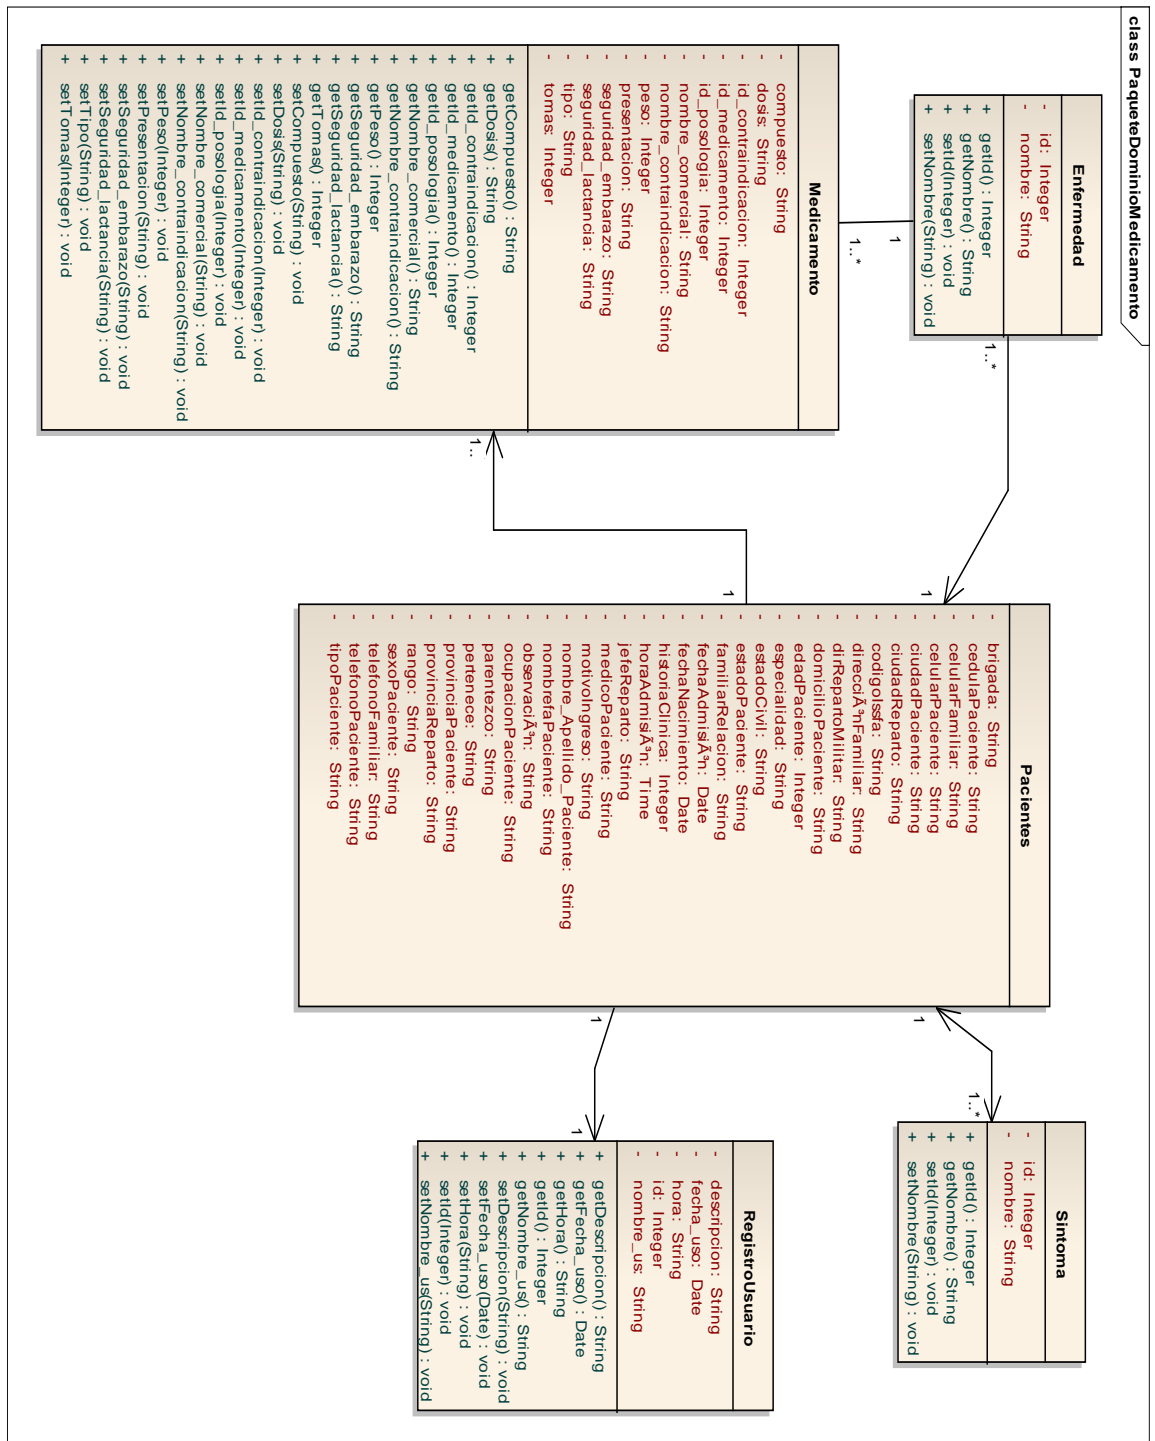 class PaqueteDominioMedicamento
Enfermedad
- id: Integer
- nombre: String
+ getId() : Integer
+ getNombre() : String
+ setId(Integer) : void
+ setNombre(String) : void
1..*
1
1
1..*
Medicamento
- compuesto: String
- dosis: String
- id_contraindicacion: Integer
- id_medicamento: Integer
- id_posologia: Integer
- nombre_comercial: String
- nombre_contraindicacion: String
- peso: Integer
- presentacion: String
- seguridad_embarazo: String
- seguridad_lactancia: String
- tipo: String
- tomas: Integer
+ getCompuesto() : String
+ getDosis() : String
+ getId_contraindicacion() : Integer
+ getId_medicamento() : Integer
+ getId_posologia() : Integer
+ getNombre_comercial() : String
+ getNombre_contraindicacion() : String
+ getPeso() : Integer
+ getSeguridad_embarazo() : String
+ getSeguridad_lactancia() : String
+ getTomas() : Integer
+ setCompuesto(String) : void
+ setDosis(String) : void
+ setId_contraindicacion(Integer) : void
+ setId_medicamento(Integer) : void
+ setId_posologia(Integer) : void
+ setNombre_comercial(String) : void
+ setNombre_contraindicacion(String) : void
+ setPeso(Integer) : void
+ setPresentacion(String) : void
+ setSeguridad_embarazo(String) : void
+ setSeguridad_lactancia(String) : void
+ setTipo(String) : void
+ setTomas(Integer) : void
1..
1
Pacientes
- brigada: String
- cedulaPaciente: String
- celularFamiliar: String
- celularPaciente: String
- ciudadPaciente: String
- ciudadReparto: String
- codigoIssfa: String
- direcciÃ³nFamiliar: String
- dirRepartoMilitar: String
- domicilioPaciente: String
- edadPaciente: Integer
- especialidad: String
- estadoCivil: String
- estadoPaciente: String
- familiarRelacion: String
- fechaAdmisiÃ³n: Date
- fechaNacimiento: Date
- historiaClinica: Integer
- horaAdmisiÃ³n: Time
- jefeReparto: String
- medicoPaciente: String
- motivoIngreso: String
- nombre_Apellido_Paciente: String
- nombrefaPaciente: String
- observaciÃ³n: String
- ocupacionPaciente: String
- parentezco: String
- pertenece: String
- provinciaPaciente: String
- provinciaReparto: String
- rango: String
- sexoPaciente: String
- telefonoFamiliar: String
- telefonoPaciente: String
- tipoPaciente: String
1
1..*
Sintoma
- id: Integer
- nombre: String
+ getId() : Integer
+ getNombre() : String
+ setId(Integer) : void
+ setNombre(String) : void
1
1
RegistroUsuario
- descripcion: String
- fecha_uso: Date
- hora: String
- id: Integer
- nombre_us: String
+ getDescripcion() : String
+ getFecha_uso() : Date
+ getHora() : String
+ getId() : Integer
+ getNombre_us() : String
+ setDescripcion(String) : void
+ setFecha_uso(Date) : void
+ setHora(String) : void
+ setId(Integer) : void
+ setNombre_us(String) : void